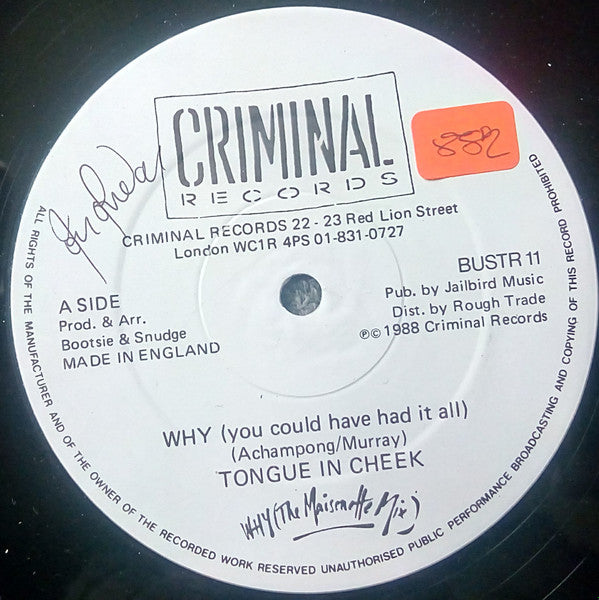 CRIMINAL
RECORDS
882
CRIMINAL RECORDS 22 - 23 Red Lion Street
London WC1R 4PS 01-831-0727
A SIDE
Prod. & Arr.
Bootsie & Snudge
MADE IN ENGLAND
BUSTR 11
Pub. by Jailbird Music
Dist. by Rough Trade
℗© 1988 Criminal Records
WHY (you could have had it all)
(Achampong/Murray)
TONGUE IN CHEEK
WHY (The Maisonette Mix)
ALL RIGHTS OF THE MANUFACTURER AND OF THE OWNER OF THE RECORDED WORK RESERVED UNAUTHORISED PUBLIC PERFORMANCE BROADCASTING AND COPYING OF THIS RECORD PROHIBITED